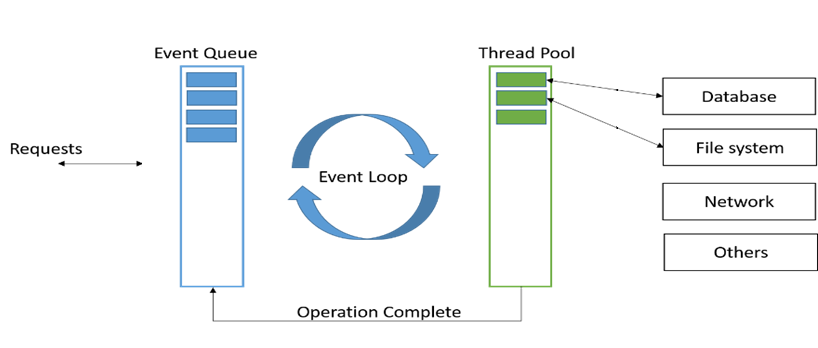 Event Queue
Thread Pool
Database
Requests
File system
Event Loop
Network
Others
Operation Complete